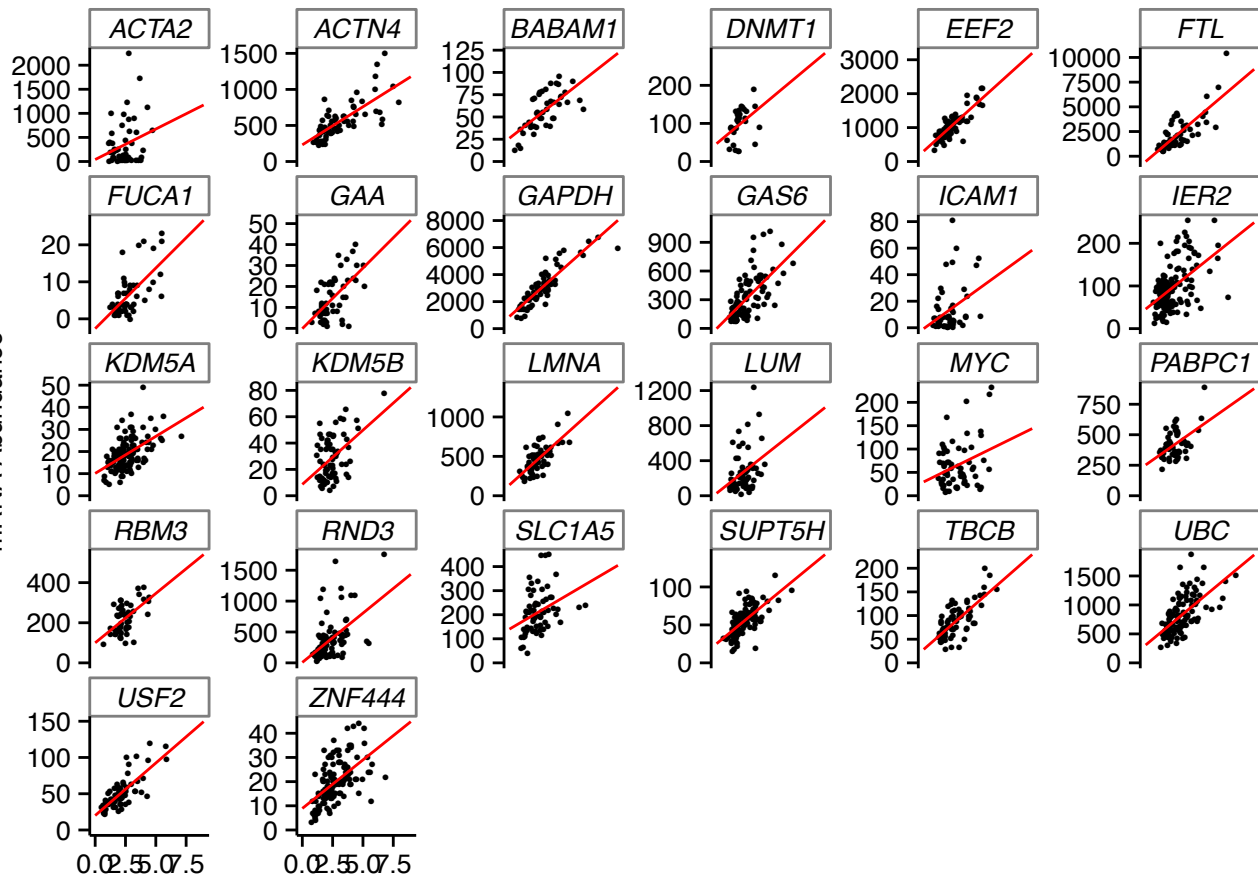 ACTA2 ACTN4 BABAM1 DNMT1 EEF2 FTL
2000 1500 1000 500 0
1500 1000 500 0
125 100 75 50 25 0
200 100 0
3000 2000 1000 0
10000 7500 5000 2500 0
FUCA1 GAA GAPDH GAS6 ICAM1 IER2
20 10 0
50 40 30 20 10 0
8000 6000 4000 2000 0
900 600 300 0
80 60 40 20 0
200 100 0
KDM5A KDM5B LMNA LUM MYC PABPC1
50 40 30 20 10 0
80 60 40 20 0
1000 500 0
1200 800 400 0
200 150 100 50 0
750 500 250 0
RBM3 RND3 SLC1A5 SUPT5H TBCB UBC
400 200 0
1500 1000 500 0
400 300 200 100 0
150 100 50 0
200 150 100 50 0
1500 1000 500 0
USF2 ZNF444
150 100 50 0
40 30 20 10 0
0.0 2.5 5.0 7.5
0.0 2.5 5.0 7.5